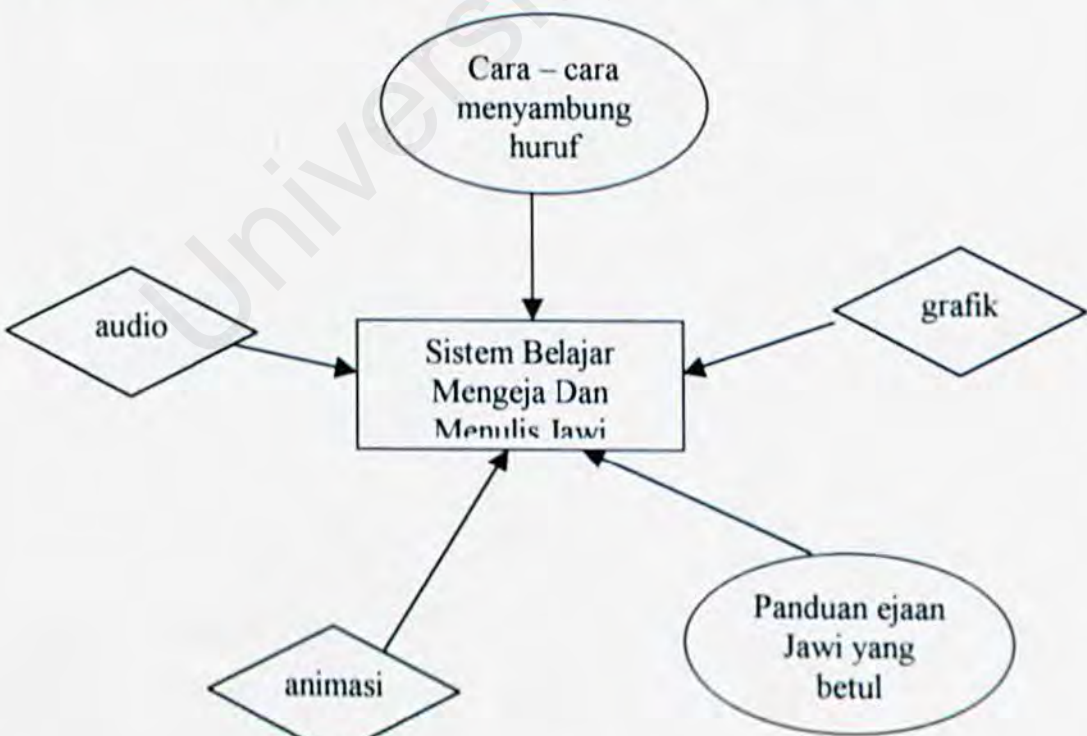 Cara – cara
menyambung
huruf
audio
grafik
Sistem Belajar
Mengeja Dan
Menulis Jawi
animasi
Panduan ejaan
Jawi yang
betul